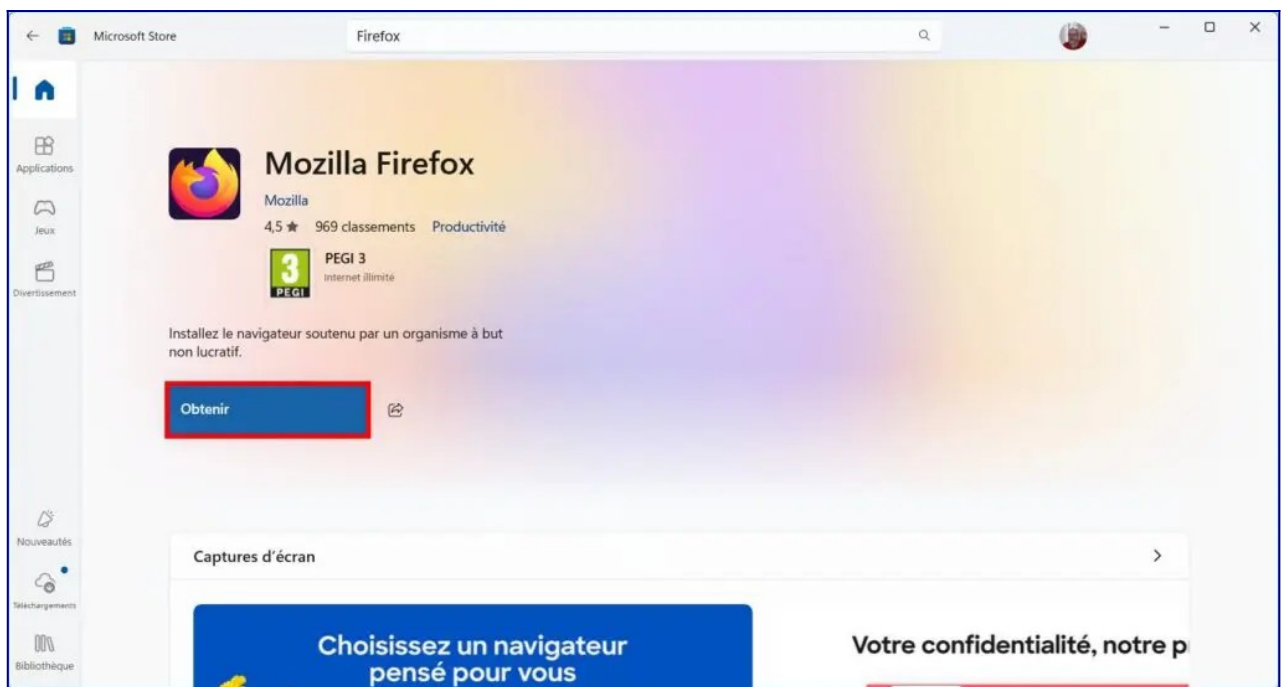 Microsoft Store
Firefox
Applications
Jeux
Divertissement
Mozilla Firefox
Mozilla
4,5 ★ 969 classements Productivité
3
PEGI
PEGI 3
Internet illimité
Installez le navigateur soutenu par un organisme à but
non lucratif.
Obtenir
Nouveautés
Téléchargements
Bibliothèque
Captures d'écran
Choisissez un navigateur
pensé pour vous
Votre confidentialité, notre p